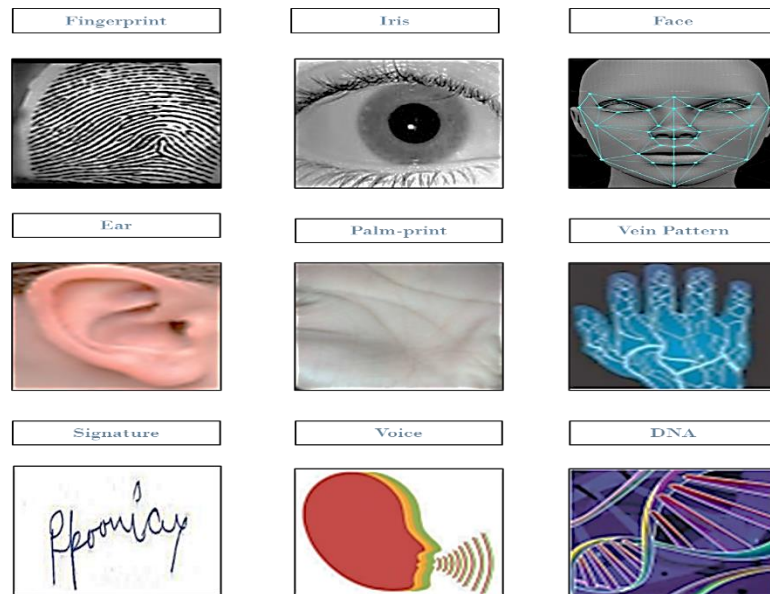 Fingerprint
Iris
Face
Ear
Palm-print
Vein Pattern
Signature
Voice
DNA